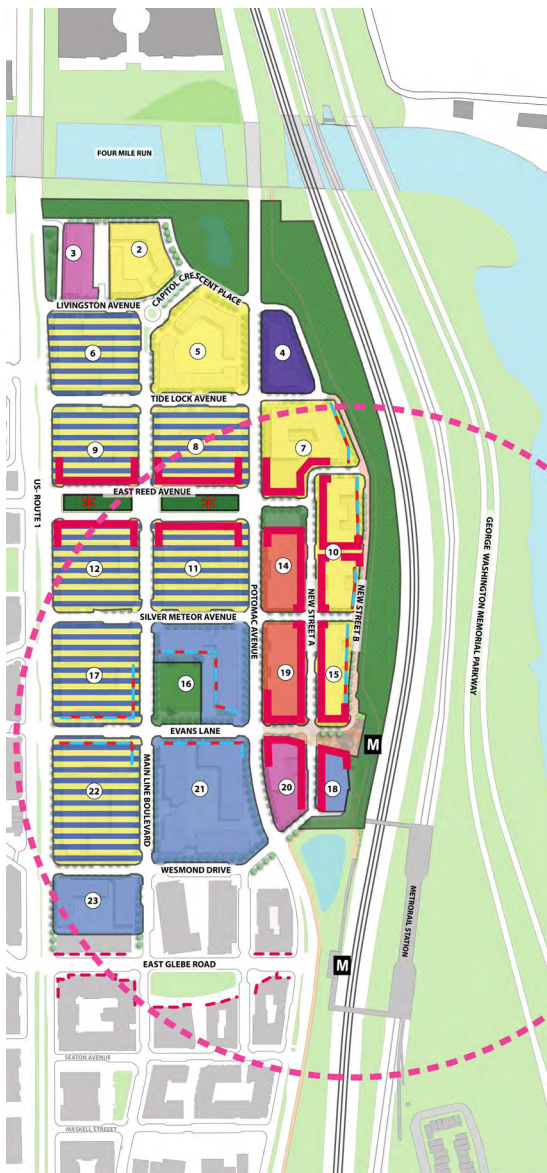 FOUR MILE RUN
3
2
CAPITOL CRESCENT PLACE
LIVINGSTON AVENUE
6
5
4
TIDE LOCK AVENUE
9
8
7
US- ROUTE 1
EAST REED AVENUE
12
11
14
10
POTOMAC AVENUE
NEW STREET A
NEW STREET B
GEORGE WASHINGTON MEMORIAL PARKWAY
SILVER METEOR AVENUE
17
16
19
15
EVANS LANE
M
22
MAIN LINE BOULEVARD
21
20
18
WESMOND DRIVE
23
METRORAIL STATION
EAST GLEBE ROAD
M
SEATON AVENUE
MASKELL STREEET